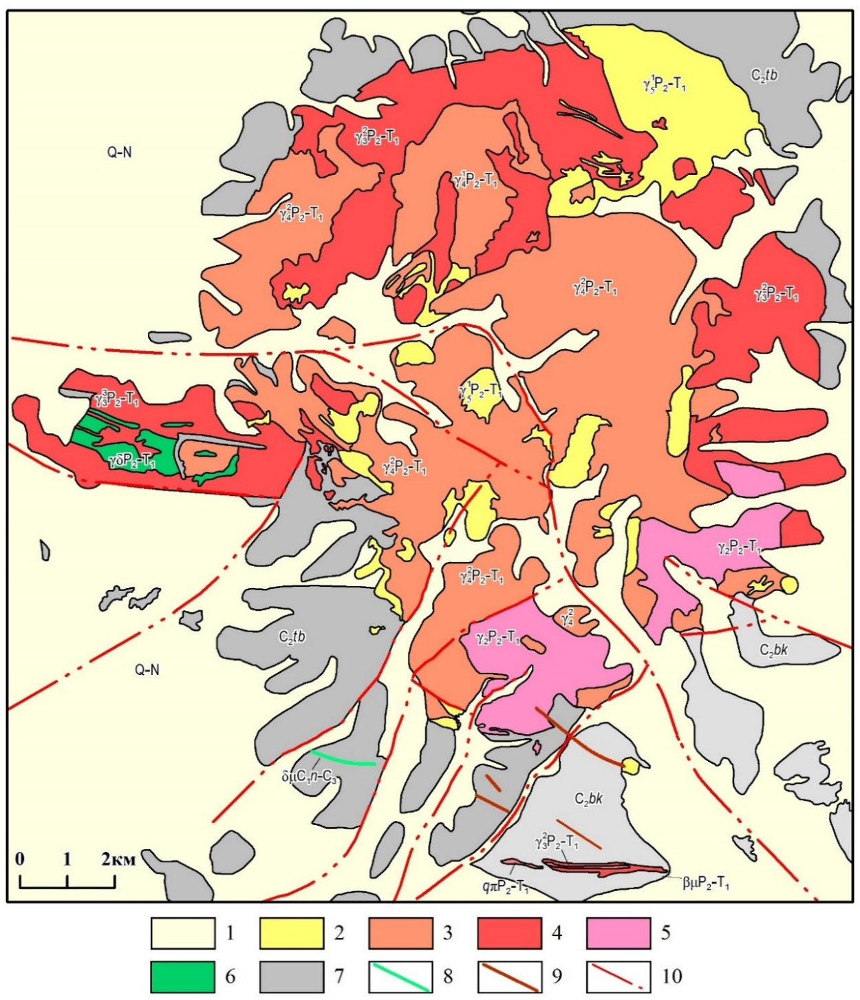 C₂tb
γ₅¹P₂-T₁
γ₃²P₂-T₁
Q-N
γ₄¹P₂-T₁
γ₄²P₂-T₁
γ₄²P₂-T₁
γ₃²P₂-T₁
γ₅¹P₂-T₁
γ₃³P₂-T₁
γδP₂-T₁
γ₄²P₂-T₁
γ₂P₂-T₁
γ₄²P₂-T₁
γ₄²
C₂tb
γ₂P₂-T₁
C₂bk
Q-N
δμC₁n-C₃
C₂bk
γ₃²P₂-T₁
qπP₂-T₁
βμP₂-T₁
0 1 2км
1 2 3 4 5
6 7 8 9 10